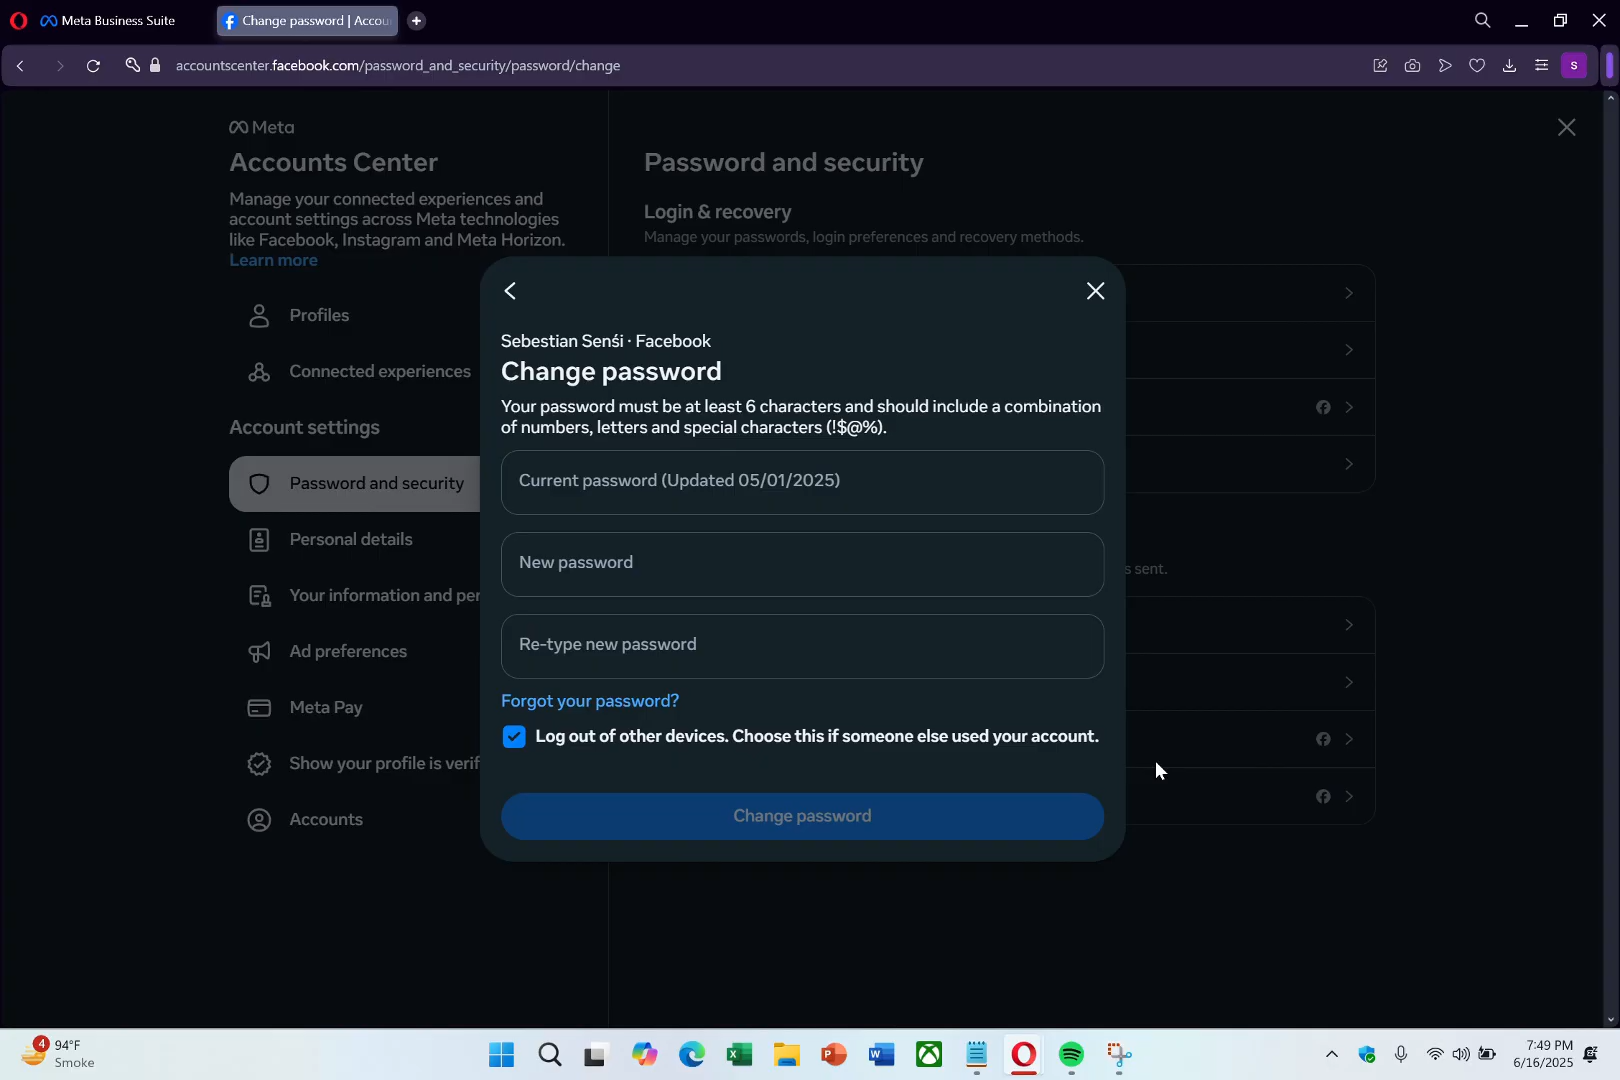 Meta Business Suite
Change password | Accou
accountscenter.facebook.com/password_and_security/password/change
S
Meta
Accounts Center
Manage your connected experiences and
account settings across Meta technologies
like Facebook, Instagram and Meta Horizon.
Learn more
Profiles
Connected experiences
Account settings
Password and security
Personal details
Your information and per
Ad preferences
Meta Pay
Show your profile is verif
Accounts
Password and security
Login & recovery
Manage your passwords, login preferences and recovery methods.
s sent.
Sebestian Senśi · Facebook
Change password
Your password must be at least 6 characters and should include a combination
of numbers, letters and special characters (!$@%).
Current password (Updated 05/01/2025)
New password
Re-type new password
Forgot your password?
Log out of other devices. Choose this if someone else used your account.
Change password
4
94°F
Smoke
7:49 PM
6/16/2025